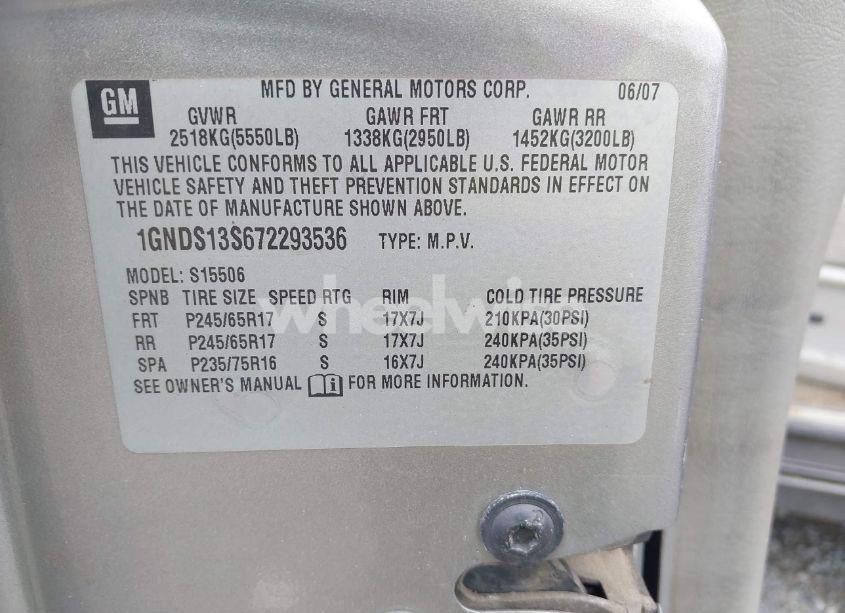 GM
MFD BY GENERAL MOTORS CORP. 06/07
GVWR GAWR FRT GAWR RR
2518KG(5550LB) 1338KG(2950LB) 1452KG(3200LB)
THIS VEHICLE CONFORMS TO ALL APPLICABLE U.S. FEDERAL MOTOR
VEHICLE SAFETY AND THEFT PREVENTION STANDARDS IN EFFECT ON
THE DATE OF MANUFACTURE SHOWN ABOVE.
1GNDS13S672293536 TYPE: M.P.V.
MODEL: S15506
SPNB TIRE SIZE SPEED RTG RIM COLD TIRE PRESSURE
FRT P245/65R17 S 17X7J 210KPA(30PSI)
RR P245/65R17 S 17X7J 240KPA(35PSI)
SPA P235/75R16 S 16X7J 240KPA(35PSI)
SEE OWNER'S MANUAL FOR MORE INFORMATION.